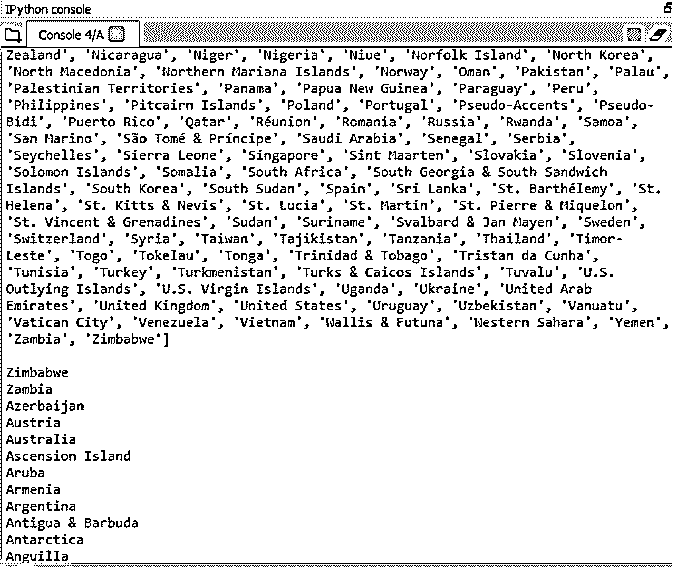 IPython console
Console 4/A
Zealand', 'Nicaragua', 'Niger', 'Nigeria', 'Niue', 'Norfolk Island', 'North Korea',
'North Macedonia', 'Northern Mariana Islands', 'Norway', 'Oman', 'Pakistan', 'Palau',
'Palestinian Territories', 'Panama', 'Papua New Guinea', 'Paraguay', 'Peru',
'Philippines', 'Pitcairn Islands', 'Poland', 'Portugal', 'Pseudo-Accents', 'Pseudo-
Bidi', 'Puerto Rico', 'Qatar', 'Réunion', 'Romania', 'Russia', 'Rwanda', 'Samoa',
'San Marino', 'São Tomé & Príncipe', 'Saudi Arabia', 'Senegal', 'Serbia',
'Seychelles', 'Sierra Leone', 'Singapore', 'Sint Maarten', 'Slovakia', 'Slovenia',
'Solomon Islands', 'Somalia', 'South Africa', 'South Georgia & South Sandwich
Islands', 'South Korea', 'South Sudan', 'Spain', 'Sri Lanka', 'St. Barthélemy', 'St.
Helena', 'St. Kitts & Nevis', 'St. Lucia', 'St. Martin', 'St. Pierre & Miquelon',
'St. Vincent & Grenadines', 'Sudan', 'Suriname', 'Svalbard & Jan Mayen', 'Sweden',
'Switzerland', 'Syria', 'Taiwan', 'Tajikistan', 'Tanzania', 'Thailand', 'Timor-
Leste', 'Togo', 'Tokelau', 'Tonga', 'Trinidad & Tobago', 'Tristan da Cunha',
'Tunisia', 'Turkey', 'Turkmenistan', 'Turks & Caicos Islands', 'Tuvalu', 'U.S.
Outlying Islands', 'U.S. Virgin Islands', 'Uganda', 'Ukraine', 'United Arab
Emirates', 'United Kingdom', 'United States', 'Uruguay', 'Uzbekistan', 'Vanuatu',
'Vatican City', 'Venezuela', 'Vietnam', 'Wallis & Futuna', 'Western Sahara', 'Yemen',
'Zambia', 'Zimbabwe']
Zimbabwe
Zambia
Azerbaijan
Austria
Australia
Ascension Island
Aruba
Armenia
Argentina
Antigua & Barbuda
Antarctica
Anguilla